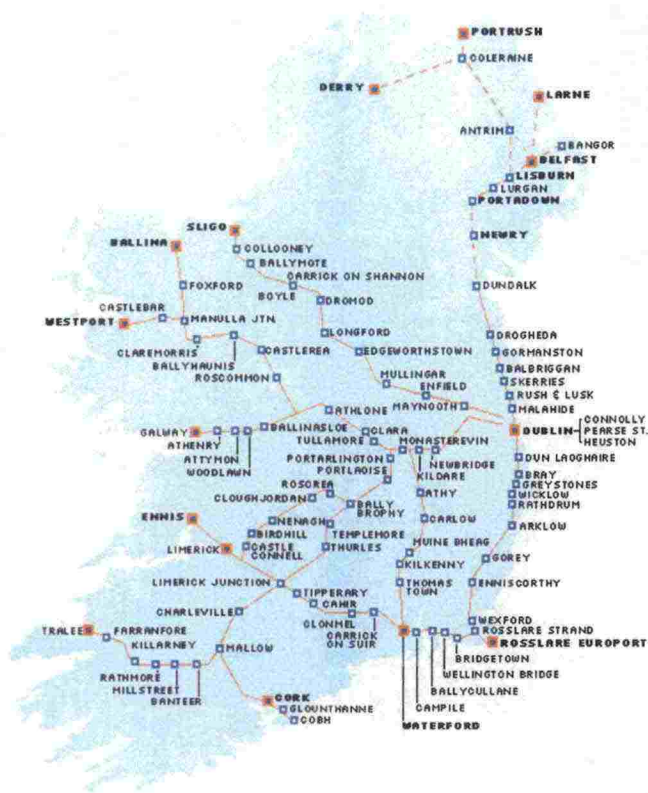 PORTRUSH
COLERAINE
DERRY
LARNE
ANTRIM
BANGOR
BELFAST
LISBURN
LURGAN
PORTADOWN
NEWRY
SLIGO
BALLINA
COLLOONEY
BALLYMOTE
CARRICK ON SHANNON
BOYLE
FOXFORD
DUNDALK
DROMOD
CASTLEBAR
WESTPORT
MANULLA JTN.
LONGFORD
DROGHEDA
CLAREMORRIS
BALLYHAUNIS
CASTLEREA
EDGEWORTHSTOWN
GORMANSTON
BALBRIGGAN
ROSCOMMON
MULLINGAR
SKERRIES
ENFIELD
RUSH & LUSK
MAYNOOTH
MALAHIDE
ATHLONE
GALWAY
ATHENRY
ATTYMON
WOODLAWN
BALLINASLOE
CLARA
TULLAMORE
MONASTEREVIN
DUBLIN
CONNOLLY
PEARSE ST.
HEUSTON
PORTARLINGTON
NEWBRIDGE
KILDARE
PORTLAOISE
DUN LAOGHAIRE
BRAY
GREYSTONES
WICKLOW
RATHDRUM
ROSCREA
CLOUGHJORDAN
ATHY
BALLY
BROPHY
ENNIS
NENAGH
TEMPLEMORE
CARLOW
ARKLOW
BIRDHILL
LIMERICK
CASTLE
CONNELL
THURLES
MUINE BHEAG
KILKENNY
GOREY
LIMERICK JUNCTION
THOMAS
TOWN
ENNISCORTHY
TIPPERARY
CAHIR
CHARLEVILLE
CLONMEL
CARRICK
ON SUIR
WEXFORD
ROSSLARE STRAND
ROSSLARE EUROPORT
TRALEE
FARRANFORE
KILLARNEY
MALLOW
RATHMORE
MILLSTREET
BANTEER
BRIDGETOWN
WELLINGTON BRIDGE
BALLYCULLANE
CAMPILE
WATERFORD
CORK
GLOUNTHANNE
COBH